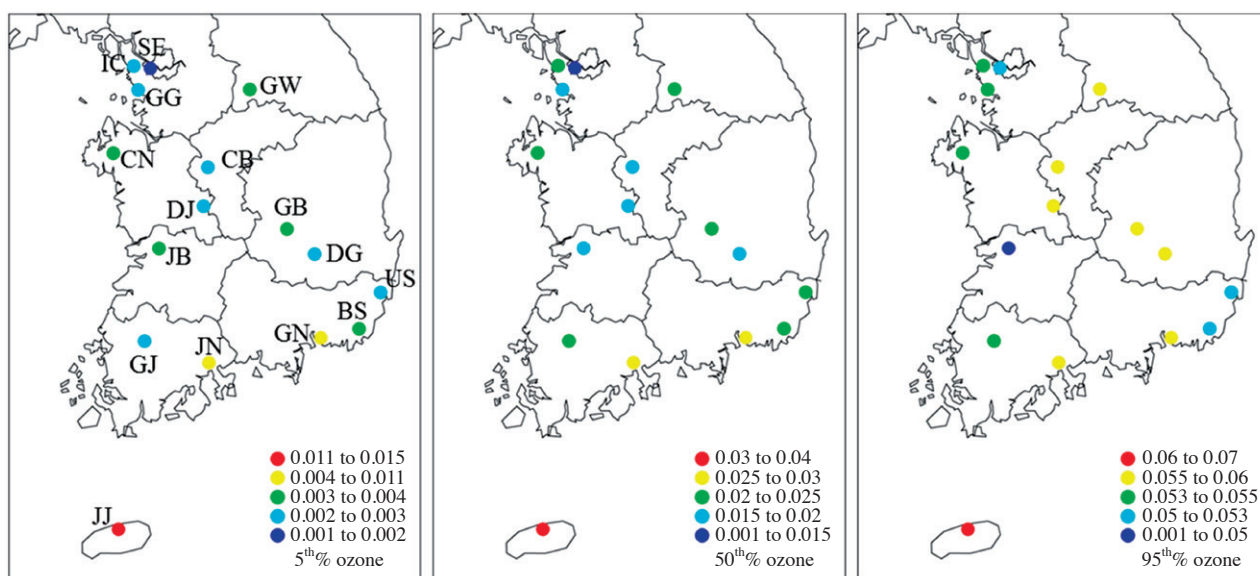 SE
IC
GG
GW
CN
CB
DJ
GB
JB
DG
US
BS
GN
JN
GJ
JJ
0.011 to 0.015
0.004 to 0.011
0.003 to 0.004
0.002 to 0.003
0.001 to 0.002
5th% ozone
0.03 to 0.04
0.025 to 0.03
0.02 to 0.025
0.015 to 0.02
0.001 to 0.015
50th% ozone
0.06 to 0.07
0.055 to 0.06
0.053 to 0.055
0.05 to 0.053
0.001 to 0.05
95th% ozone